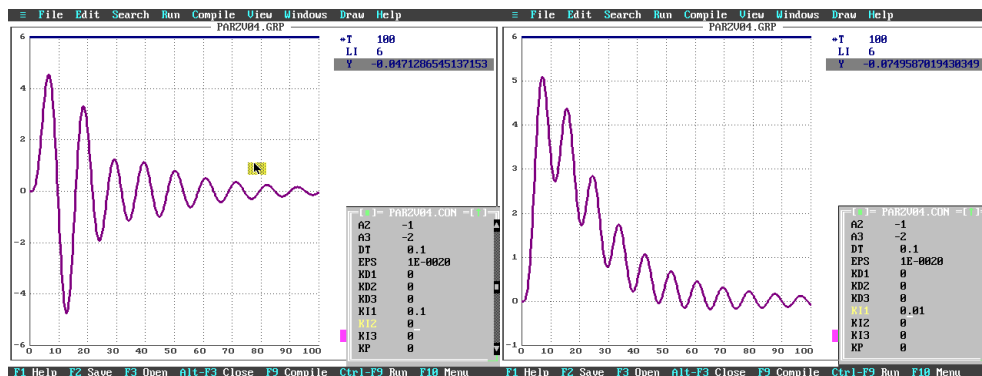 ≡ File Edit Search Run Compile View Windows Draw Help
PARZV04.GRP
6
4
2
0
-2
-4
-6
0 10 20 30 40 50 60 70 80 90 100
↔T 100
LI 6
Y -0.0471286545137153
PARZV04.CON
A2 -1
A3 -2
DT 0.1
EPS 1E-0020
KD1 0
KD2 0
KD3 0
KI1 0.1
KI2 0
KI3 0
KP 0
F1 Help F2 Save F3 Open Alt-F3 Close F9 Compile Ctrl-F9 Run F10 Menu
≡ File Edit Search Run Compile View Windows Draw Help
PARZV04.GRP
6
5
4
3
2
1
0
-1
0 10 20 30 40 50 60 70 80 90 100
↔T 100
LI 6
Y -0.0749587019430349
PARZV04.CON
A2 -1
A3 -2
DT 0.1
EPS 1E-0020
KD1 0
KD2 0
KD3 0
KI1 0.01
KI2 0
KI3 0
KP 0
F1 Help F2 Save F3 Open Alt-F3 Close F9 Compile Ctrl-F9 Run F10 Menu